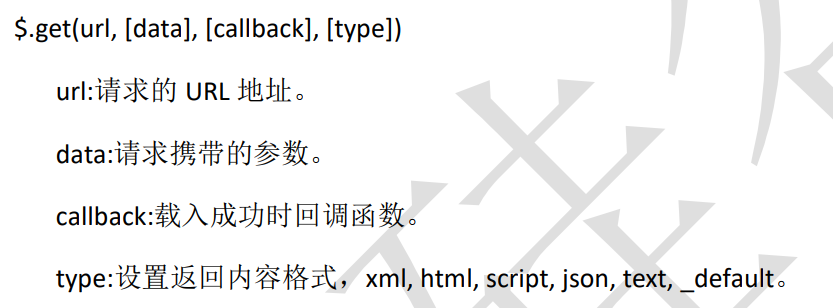 $.get(url, [data], [callback], [type])
url:请求的 URL 地址。
data:请求携带的参数。
callback:载入成功时回调函数。
type:设置返回内容格式，xml, html, script, json, text, _default。